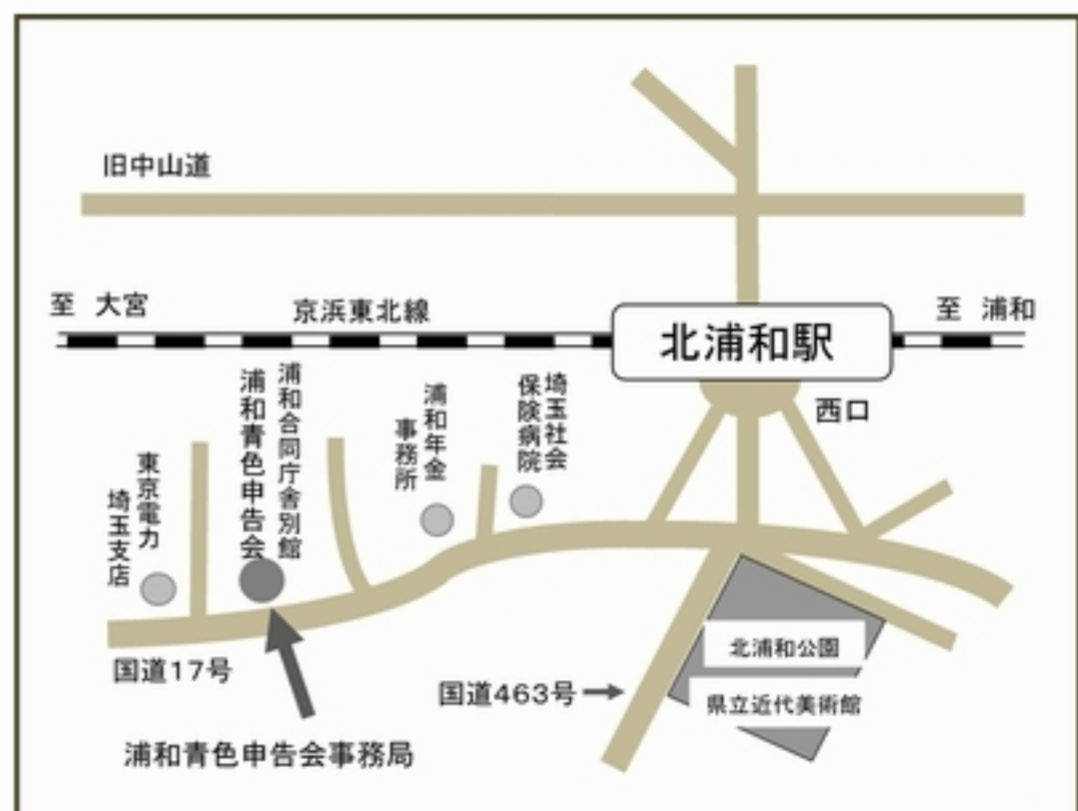 旧中山道
至 大宮
京浜東北線
北浦和駅
至 浦和
西口
埼玉社会
保険病院
浦和年金
事務所
浦和合同庁舎別館
浦和青色申告会
東京電力
埼玉支店
国道17号
国道463号
北浦和公園
県立近代美術館
浦和青色申告会事務局